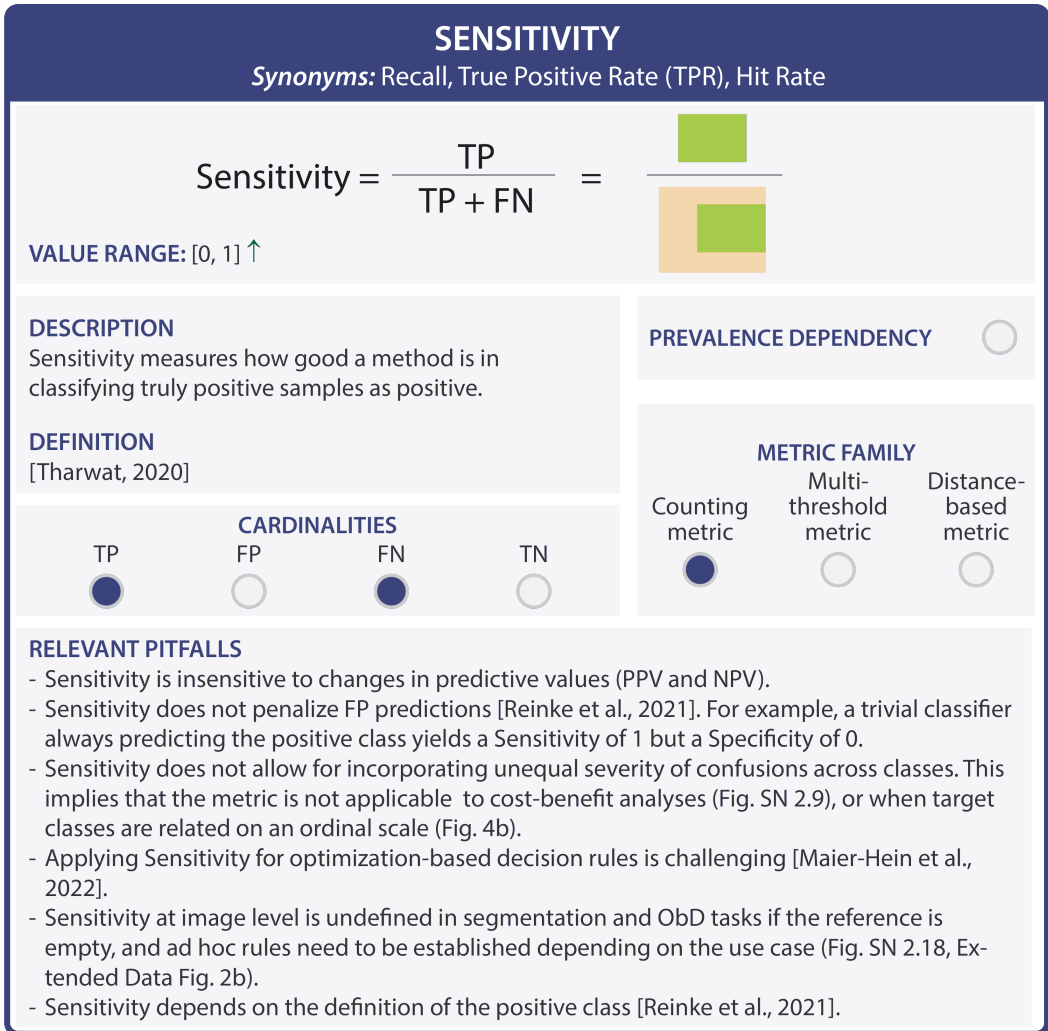 SENSITIVITY
Synonyms: Recall, True Positive Rate (TPR), Hit Rate
Sensitivity = TP / TP + FN =
VALUE RANGE: [0, 1] ↑
DESCRIPTION
Sensitivity measures how good a method is in
classifying truly positive samples as positive.
DEFINITION
[Tharwat, 2020]
PREVALENCE DEPENDENCY
CARDINALITIES
TP FP FN TN
METRIC FAMILY
Counting
metric
Multi-
threshold
metric
Distance-
based
metric
RELEVANT PITFALLS
- Sensitivity is insensitive to changes in predictive values (PPV and NPV).
- Sensitivity does not penalize FP predictions [Reinke et al., 2021]. For example, a trivial classifier
always predicting the positive class yields a Sensitivity of 1 but a Specificity of 0.
- Sensitivity does not allow for incorporating unequal severity of confusions across classes. This
implies that the metric is not applicable to cost-benefit analyses (Fig. SN 2.9), or when target
classes are related on an ordinal scale (Fig. 4b).
- Applying Sensitivity for optimization-based decision rules is challenging [Maier-Hein et al.,
2022].
- Sensitivity at image level is undefined in segmentation and ObD tasks if the reference is
empty, and ad hoc rules need to be established depending on the use case (Fig. SN 2.18, Ex-
tended Data Fig. 2b).
- Sensitivity depends on the definition of the positive class [Reinke et al., 2021].